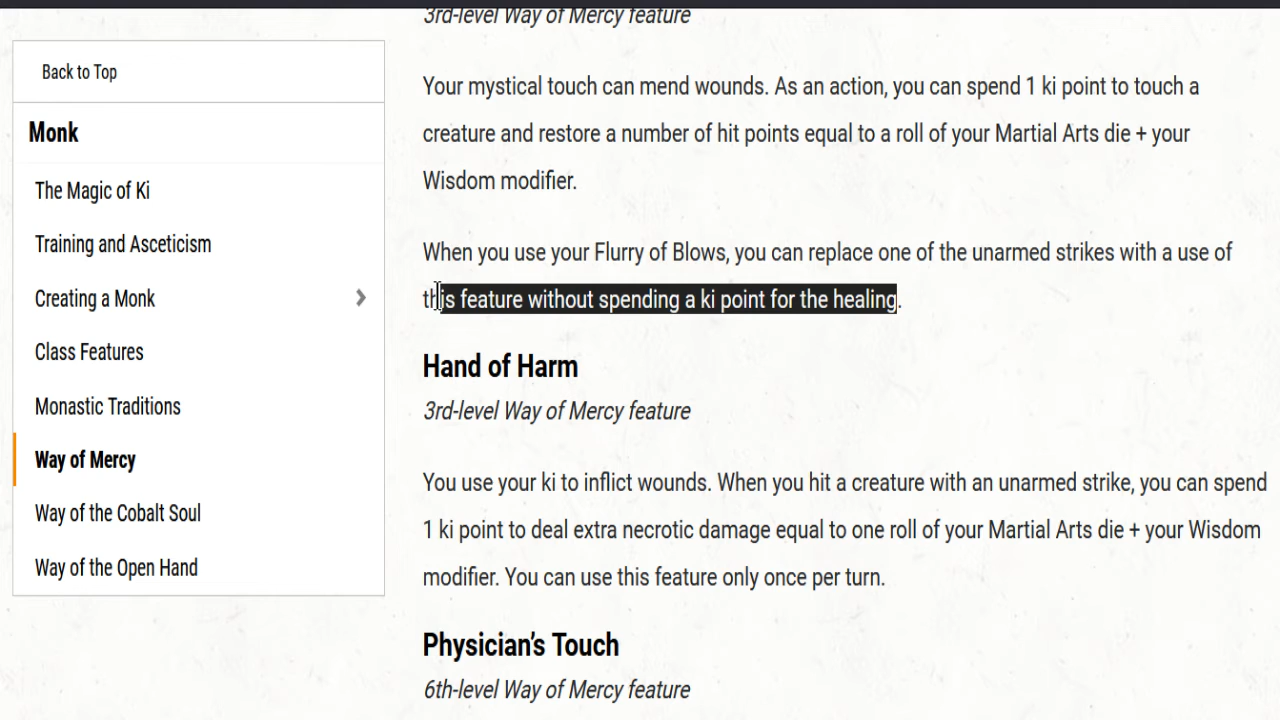 3rd-level Way of Mercy feature
Back to Top
Monk
The Magic of Ki
Training and Asceticism
Creating a Monk
Class Features
Monastic Traditions
Way of Mercy
Way of the Cobalt Soul
Way of the Open Hand
Your mystical touch can mend wounds. As an action, you can spend 1 ki point to touch a
creature and restore a number of hit points equal to a roll of your Martial Arts die + your
Wisdom modifier.
When you use your Flurry of Blows, you can replace one of the unarmed strikes with a use of
this feature without spending a ki point for the healing.
Hand of Harm
3rd-level Way of Mercy feature
You use your ki to inflict wounds. When you hit a creature with an unarmed strike, you can spend
1 ki point to deal extra necrotic damage equal to one roll of your Martial Arts die + your Wisdom
modifier. You can use this feature only once per turn.
Physician’s Touch
6th-level Way of Mercy feature